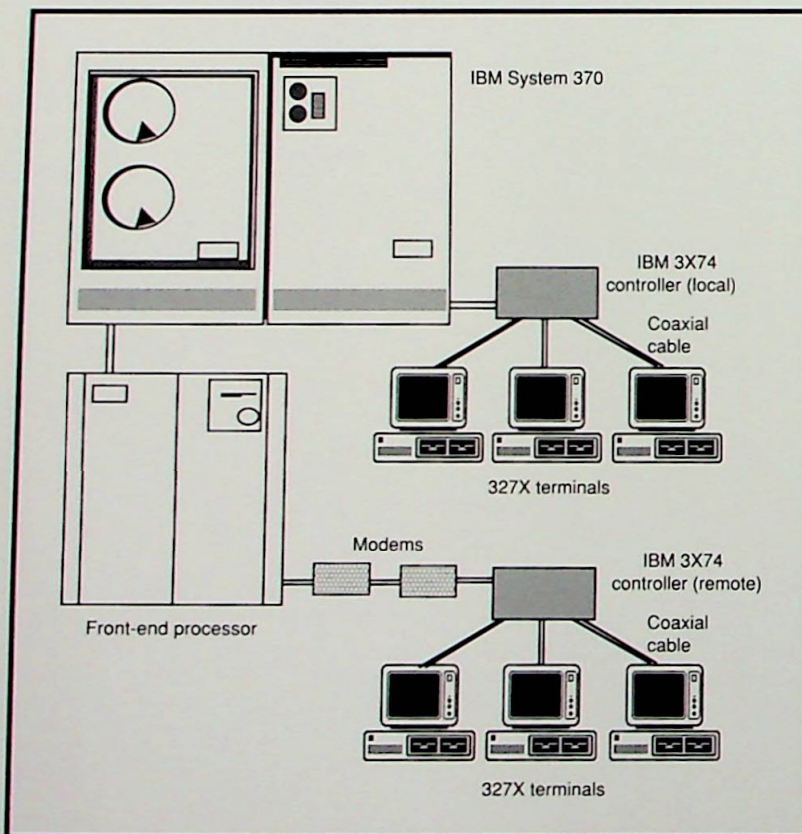 IBM System 370
IBM 3X74
controller (local)
Coaxial
cable
327X terminals
Modems
IBM 3X74
controller (remote)
Front-end processor
Coaxial
cable
327X terminals